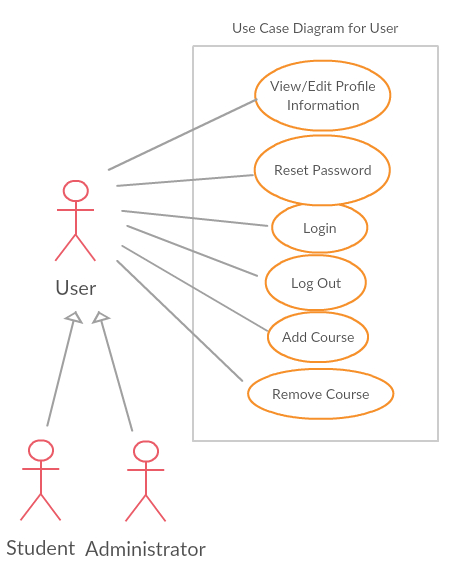 Use Case Diagram for User
View/Edit Profile
Information
Reset Password
Login
User
Log Out
Add Course
Remove Course
Student
Administrator